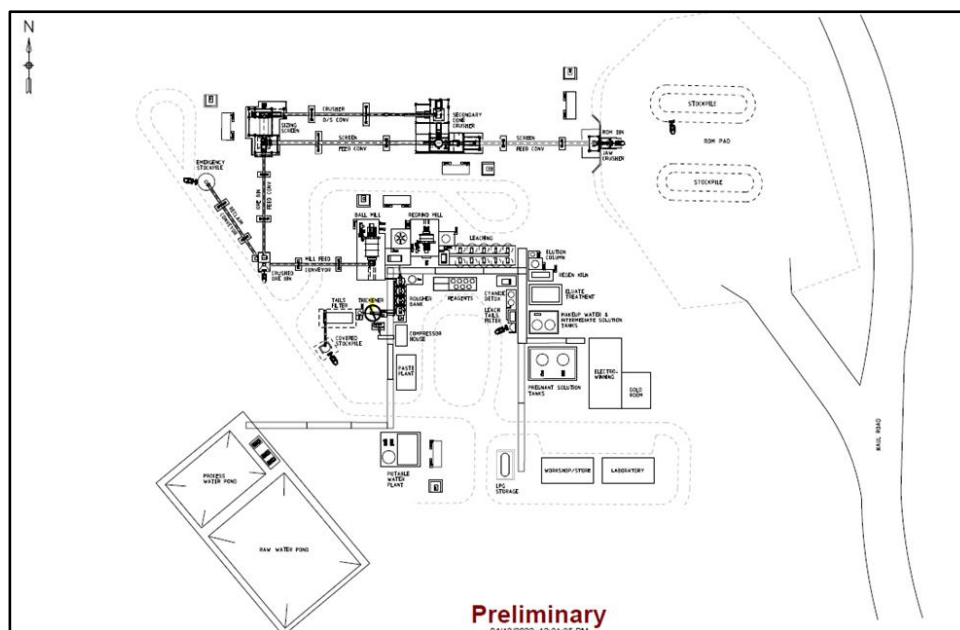 N
STOCKPILE
ROM PAD
STOCKPILE
ROM BIN
JAW
CRUSHER
CRUSHER
O/S CONV
SIZING
SCREEN
SECONDARY
CONE
CRUSHER
SCREEN
FEED CONV
SCREEN
FEED CONV
EMERGENCY
STOCKPILE
RECLAIM
CONVEYOR
ORE BIN
FEED CONV
CRUSHED
ORE BIN
MILL FEED
CONVEYOR
BALL MILL
REGRIND MILL
LEACHING
ELUTION
COLUMN
REGEN KILN
ELUATE
TREATMENT
CYANIDE
DETOX
REAGENTS
ROUGHER
BANK
THICKENER
TAILS
FILTER
LEACH
TAILS
FILTER
MAKEUP WATER &
INTERMEDIATE SOLUTION
TANKS
COVERED
STOCKPILE
COMPRESSOR
HOUSE
PASTE
PLANT
PREGNANT SOLUTION
TANKS
ELECTRO-
WINNING
GOLD
ROOM
HAUL ROAD
POTABLE
WATER
PLANT
LPG
STORAGE
WORKSHOP/STORE
LABORATORY
PROCESS
WATER POND
RAW WATER POND
Preliminary